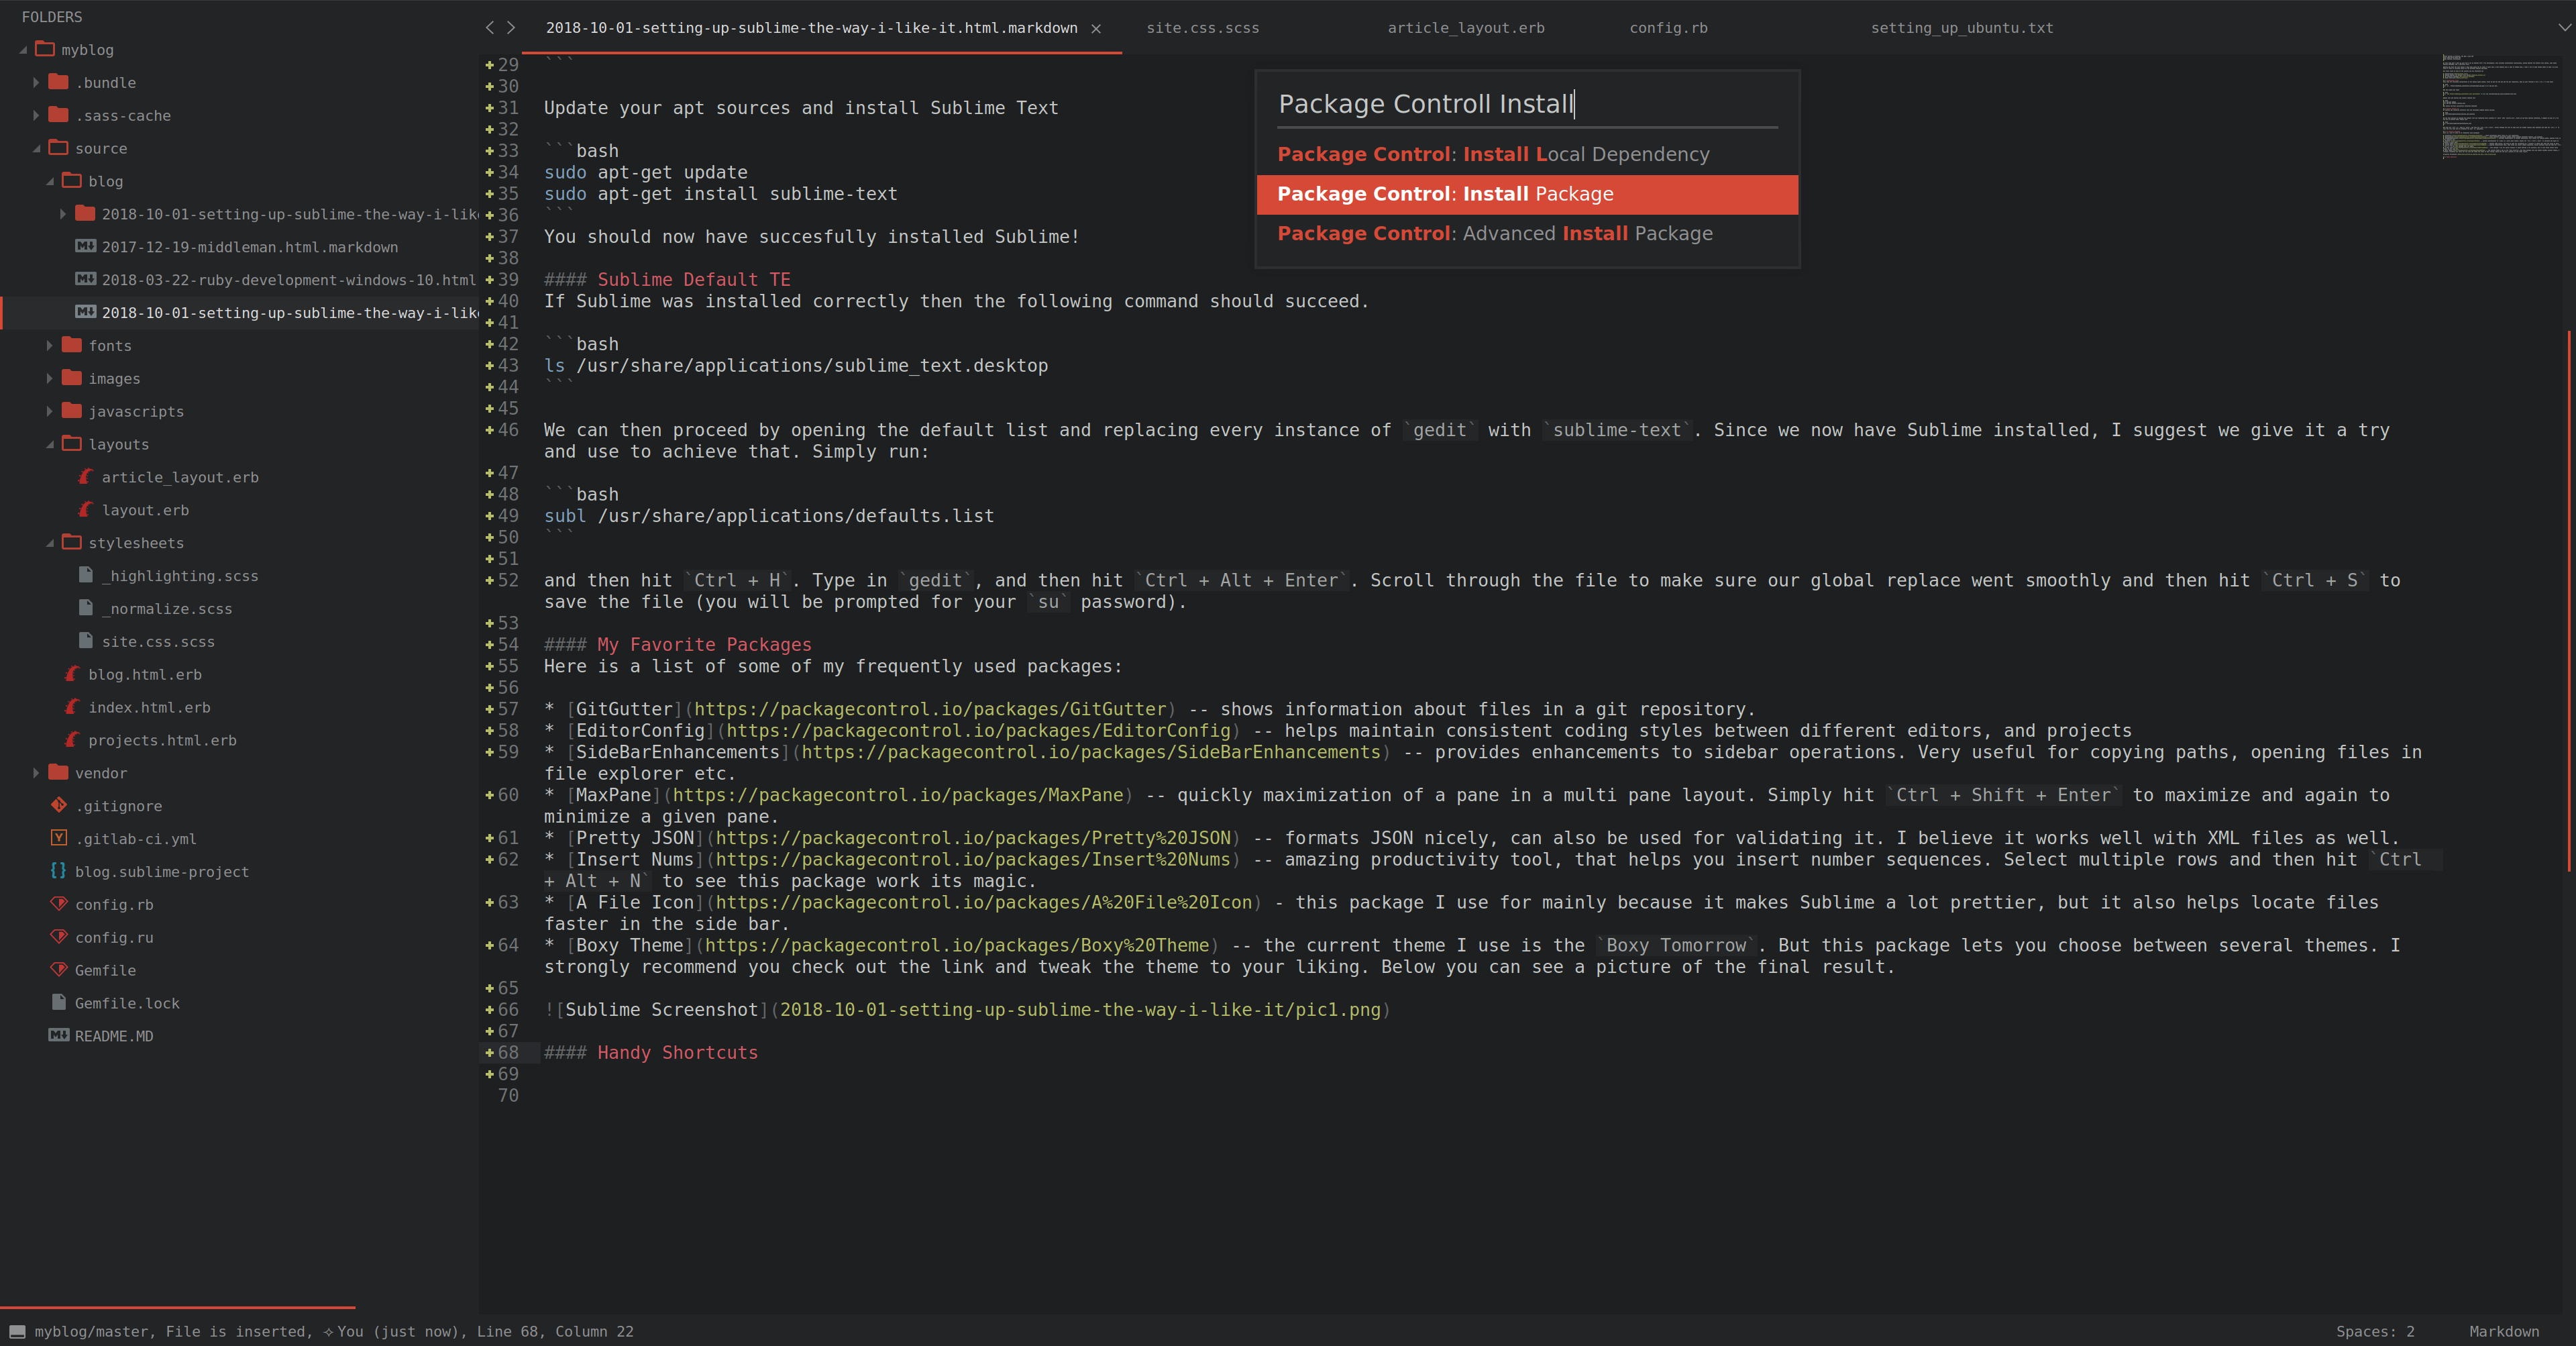 FOLDERS
myblog
.bundle
.sass-cache
source
blog
2018-10-01-setting-up-sublime-the-way-i-like
2017-12-19-middleman.html.markdown
2018-03-22-ruby-development-windows-10.html
2018-10-01-setting-up-sublime-the-way-i-like
fonts
images
javascripts
layouts
article_layout.erb
layout.erb
stylesheets
_highlighting.scss
_normalize.scss
site.css.scss
blog.html.erb
index.html.erb
projects.html.erb
vendor
.gitignore
.gitlab-ci.yml
blog.sublime-project
config.rb
config.ru
Gemfile
Gemfile.lock
README.MD
2018-10-01-setting-up-sublime-the-way-i-like-it.html.markdown × site.css.scss article_layout.erb config.rb setting_up_ubuntu.txt
Package Controll Install
Package Control: Install Local Dependency
Package Control: Install Package
Package Control: Advanced Install Package
29 ```
30
31 Update your apt sources and install Sublime Text
32
33 ```bash
34 sudo apt-get update
35 sudo apt-get install sublime-text
36 ```
37 You should now have succesfully installed Sublime!
38
39 #### Sublime Default TE
40 If Sublime was installed correctly then the following command should succeed.
41
42 ```bash
43 ls /usr/share/applications/sublime_text.desktop
44 ```
45
46 We can then proceed by opening the default list and replacing every instance of `gedit` with `sublime-text`. Since we now have Sublime installed, I suggest we give it a try
and use to achieve that. Simply run:
47
48 ```bash
49 subl /usr/share/applications/defaults.list
50 ```
51
52 and then hit `Ctrl + H`. Type in `gedit`, and then hit `Ctrl + Alt + Enter`. Scroll through the file to make sure our global replace went smoothly and then hit `Ctrl + S` to
save the file (you will be prompted for your `su` password).
53
54 #### My Favorite Packages
55 Here is a list of some of my frequently used packages:
56
57 * [GitGutter](https://packagecontrol.io/packages/GitGutter) -- shows information about files in a git repository.
58 * [EditorConfig](https://packagecontrol.io/packages/EditorConfig) -- helps maintain consistent coding styles between different editors, and projects
59 * [SideBarEnhancements](https://packagecontrol.io/packages/SideBarEnhancements) -- provides enhancements to sidebar operations. Very useful for copying paths, opening files in
file explorer etc.
60 * [MaxPane](https://packagecontrol.io/packages/MaxPane) -- quickly maximization of a pane in a multi pane layout. Simply hit `Ctrl + Shift + Enter` to maximize and again to
minimize a given pane.
61 * [Pretty JSON](https://packagecontrol.io/packages/Pretty%20JSON) -- formats JSON nicely, can also be used for validating it. I believe it works well with XML files as well.
62 * [Insert Nums](https://packagecontrol.io/packages/Insert%20Nums) -- amazing productivity tool, that helps you insert number sequences. Select multiple rows and then hit `Ctrl
+ Alt + N` to see this package work its magic.
63 * [A File Icon](https://packagecontrol.io/packages/A%20File%20Icon) - this package I use for mainly because it makes Sublime a lot prettier, but it also helps locate files
faster in the side bar.
64 * [Boxy Theme](https://packagecontrol.io/packages/Boxy%20Theme) -- the current theme I use is the `Boxy Tomorrow`. But this package lets you choose between several themes. I
strongly recommend you check out the link and tweak the theme to your liking. Below you can see a picture of the final result.
65
66 ![Sublime Screenshot](2018-10-01-setting-up-sublime-the-way-i-like-it/pic1.png)
67
68 #### Handy Shortcuts
69
70
myblog/master, File is inserted, ✧ You (just now), Line 68, Column 22 Spaces: 2 Markdown